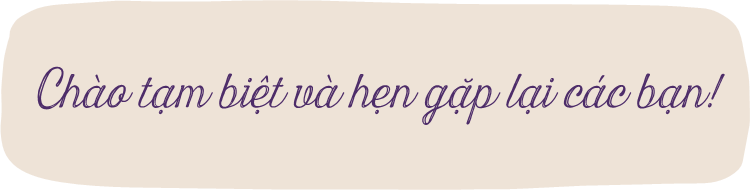 Chào tạm biệt và hẹn gặp lại các bạn!